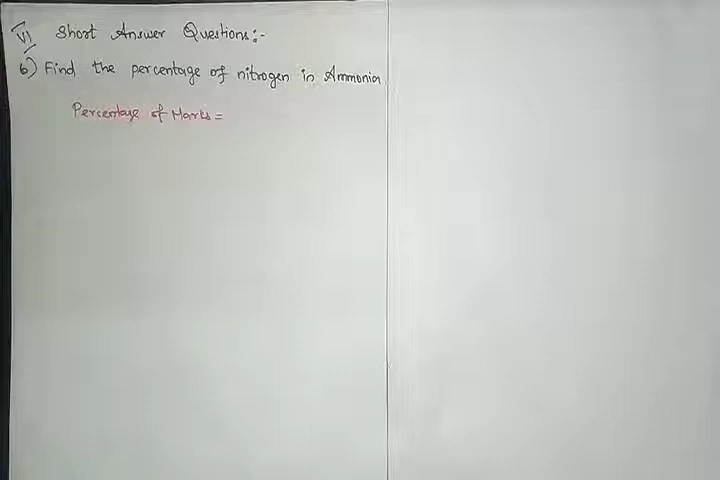 VI Short Answer Questions:-
6) Find the percentage of nitrogen in Ammonia
Percentage of Marks =